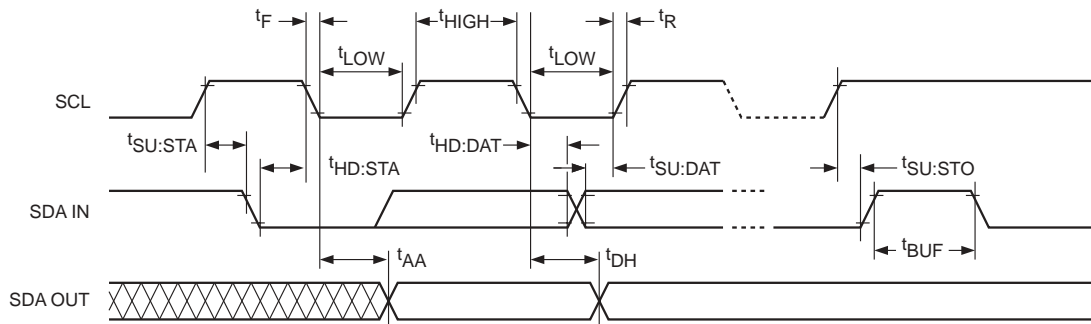 tF
tHIGH
tR
tLOW
tLOW
SCL
tSU:STA
tHD:STA
tHD:DAT
tSU:DAT
tSU:STO
SDA IN
tAA
tDH
tBUF
SDA OUT